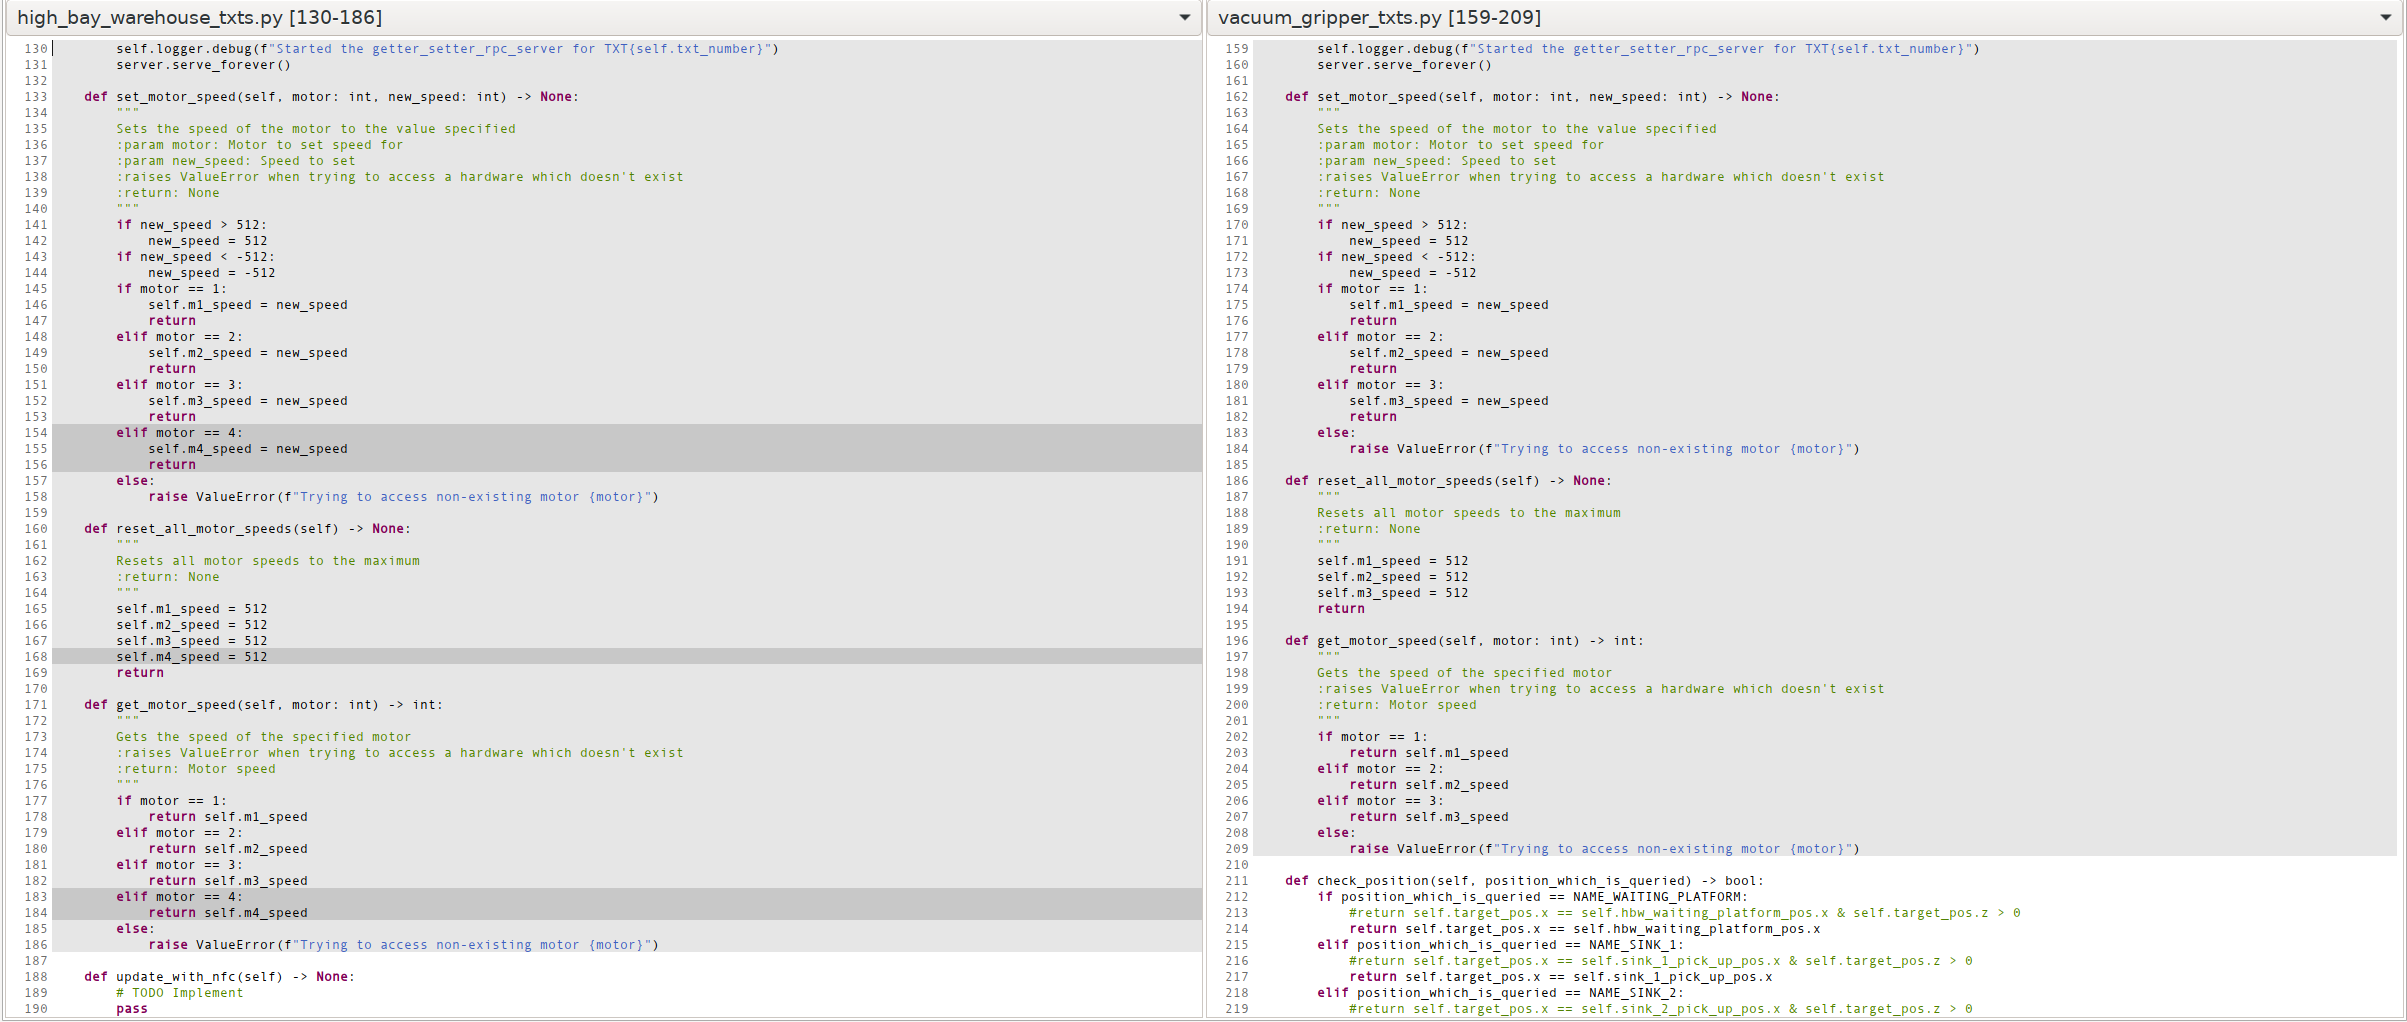 high_bay_warehouse_txts.py [130-186]
130        self.logger.debug(f"Started the getter_setter_rpc_server for TXT{self.txt_number}")
131        server.serve_forever()
132
133    def set_motor_speed(self, motor: int, new_speed: int) -> None:
134        """
135        Sets the speed of the motor to the value specified
136        :param motor: Motor to set speed for
137        :param new_speed: Speed to set
138        :raises ValueError when trying to access a hardware which doesn't exist
139        :return: None
140        """
141        if new_speed > 512:
142            new_speed = 512
143        if new_speed < -512:
144            new_speed = -512
145        if motor == 1:
146            self.m1_speed = new_speed
147            return
148        elif motor == 2:
149            self.m2_speed = new_speed
150            return
151        elif motor == 3:
152            self.m3_speed = new_speed
153            return
154        elif motor == 4:
155            self.m4_speed = new_speed
156            return
157        else:
158            raise ValueError(f"Trying to access non-existing motor {motor}")
159
160    def reset_all_motor_speeds(self) -> None:
161        """
162        Resets all motor speeds to the maximum
163        :return: None
164        """
165        self.m1_speed = 512
166        self.m2_speed = 512
167        self.m3_speed = 512
168        self.m4_speed = 512
169        return
170
171    def get_motor_speed(self, motor: int) -> int:
172        """
173        Gets the speed of the specified motor
174        :raises ValueError when trying to access a hardware which doesn't exist
175        :return: Motor speed
176        """
177        if motor == 1:
178            return self.m1_speed
179        elif motor == 2:
180            return self.m2_speed
181        elif motor == 3:
182            return self.m3_speed
183        elif motor == 4:
184            return self.m4_speed
185        else:
186            raise ValueError(f"Trying to access non-existing motor {motor}")
187
188    def update_with_nfc(self) -> None:
189        # TODO Implement
190        pass
vacuum_gripper_txts.py [159-209]
159        self.logger.debug(f"Started the getter_setter_rpc_server for TXT{self.txt_number}")
160        server.serve_forever()
161
162    def set_motor_speed(self, motor: int, new_speed: int) -> None:
163        """
164        Sets the speed of the motor to the value specified
165        :param motor: Motor to set speed for
166        :param new_speed: Speed to set
167        :raises ValueError when trying to access a hardware which doesn't exist
168        :return: None
169        """
170        if new_speed > 512:
171            new_speed = 512
172        if new_speed < -512:
173            new_speed = -512
174        if motor == 1:
175            self.m1_speed = new_speed
176            return
177        elif motor == 2:
178            self.m2_speed = new_speed
179            return
180        elif motor == 3:
181            self.m3_speed = new_speed
182            return
183        else:
184            raise ValueError(f"Trying to access non-existing motor {motor}")
185
186    def reset_all_motor_speeds(self) -> None:
187        """
188        Resets all motor speeds to the maximum
189        :return: None
190        """
191        self.m1_speed = 512
192        self.m2_speed = 512
193        self.m3_speed = 512
194        return
195
196    def get_motor_speed(self, motor: int) -> int:
197        """
198        Gets the speed of the specified motor
199        :raises ValueError when trying to access a hardware which doesn't exist
200        :return: Motor speed
201        """
202        if motor == 1:
203            return self.m1_speed
204        elif motor == 2:
205            return self.m2_speed
206        elif motor == 3:
207            return self.m3_speed
208        else:
209            raise ValueError(f"Trying to access non-existing motor {motor}")
210
211    def check_position(self, position_which_is_queried) -> bool:
212        if position_which_is_queried == NAME_WAITING_PLATFORM:
213            #return self.target_pos.x == self.hbw_waiting_platform_pos.x & self.target_pos.z > 0
214            return self.target_pos.x == self.hbw_waiting_platform_pos.x
215        elif position_which_is_queried == NAME_SINK_1:
216            #return self.target_pos.x == self.sink_1_pick_up_pos.x & self.target_pos.z > 0
217            return self.target_pos.x == self.sink_1_pick_up_pos.x
218        elif position_which_is_queried == NAME_SINK_2:
219            #return self.target_pos.x == self.sink_2_pick_up_pos.x & self.target_pos.z > 0